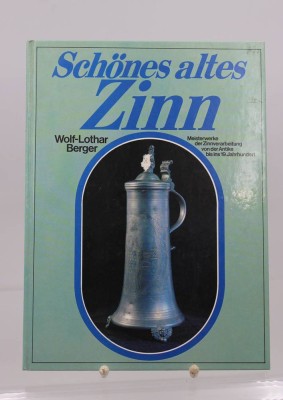 Schönes altes
Zinn
Wolf-Lothar
Berger
Meisterwerke
der Zinnverarbeitung
von der Antike
bis ins 19. Jahrhundert